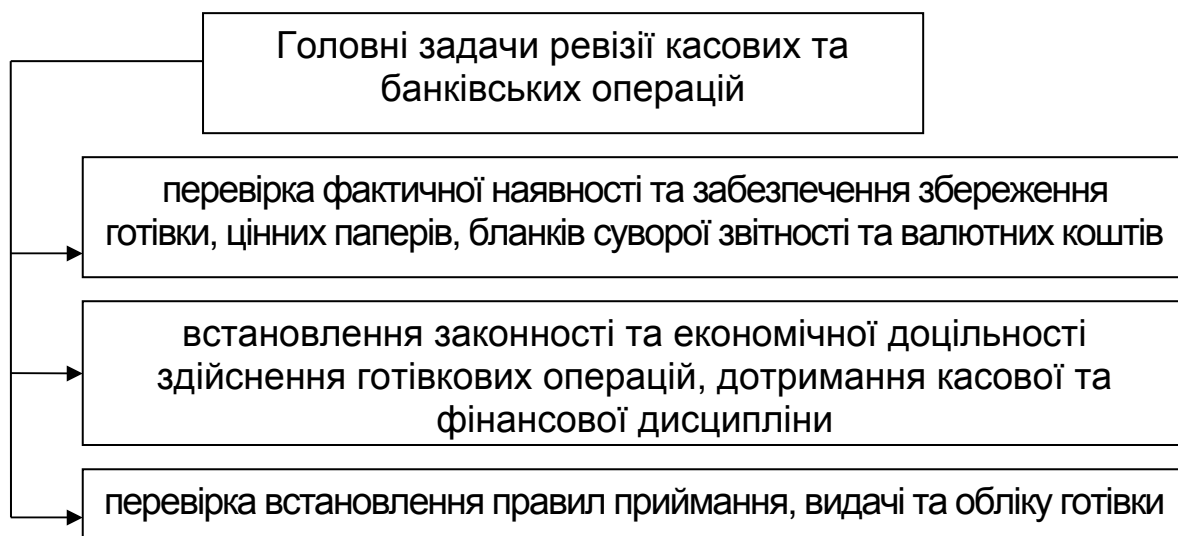 Головні задачи ревізії касових та
банківських операцій
перевірка фактичної наявності та забезпечення збереження
готівки, цінних паперів, бланків суворої звітності та валютних коштів
встановлення законності та економічної доцільності
здійснення готівкових операцій, дотримання касової та
фінансової дисципліни
перевірка встановлення правил приймання, видачі та обліку готівки